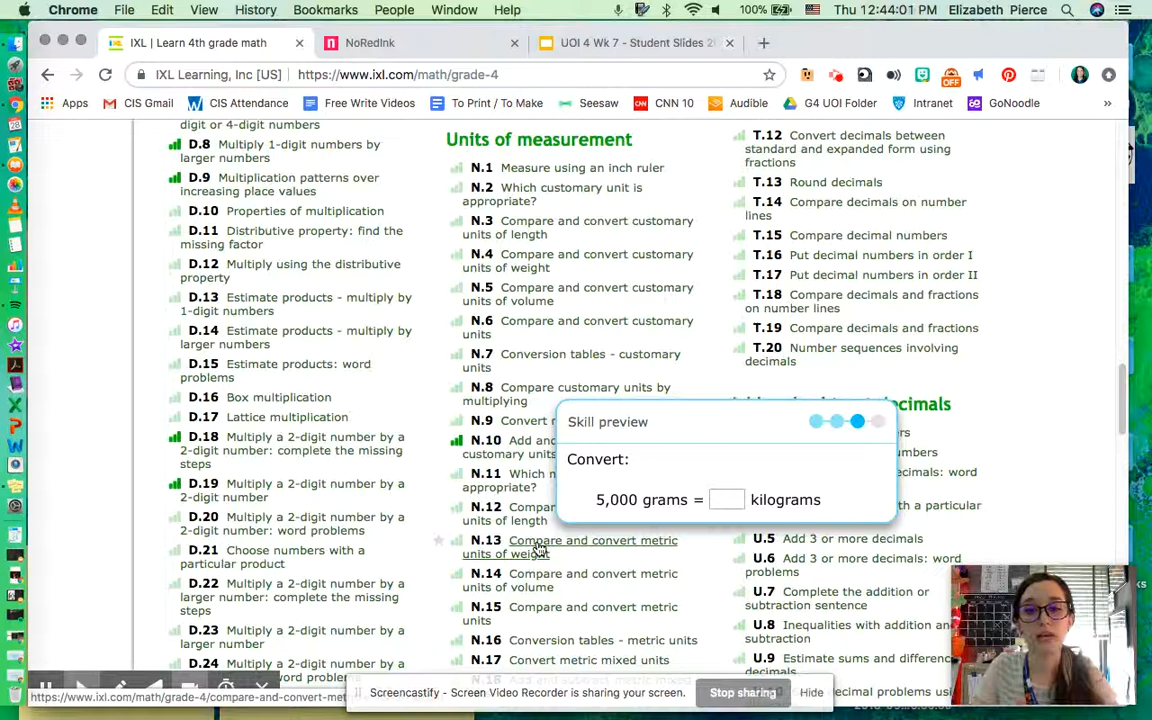 Chrome File Edit View History Bookmarks People Window Help 100% Thu 12:44:01 PM Elizabeth Pierce
IXL | Learn 4th grade math
NoRedInk
UOI 4 Wk 7 - Student Slides
IXL Learning, Inc [US] https://www.ixl.com/math/grade-4
OFF
Apps CIS Gmail CIS Attendance Free Write Videos To Print / To Make Seesaw CNN 10 Audible G4 UOI Folder Intranet GoNoodle »
digit or 4-digit numbers
D.8 Multiply 1-digit numbers by
larger numbers
D.9 Multiplication patterns over
increasing place values
D.10 Properties of multiplication
D.11 Distributive property: find the
missing factor
D.12 Multiply using the distributive
property
D.13 Estimate products - multiply by
1-digit numbers
D.14 Estimate products - multiply by
larger numbers
D.15 Estimate products: word
problems
D.16 Box multiplication
D.17 Lattice multiplication
D.18 Multiply a 2-digit number by a
2-digit number: complete the missing
steps
D.19 Multiply a 2-digit number by a
2-digit number
D.20 Multiply a 2-digit number by a
2-digit number: word problems
D.21 Choose numbers with a
particular product
D.22 Multiply a 2-digit number by a
larger number: complete the missing
steps
D.23 Multiply a 2-digit number by a
larger number
D.24 Multiply a 2-digit number by a
Units of measurement
N.1 Measure using an inch ruler
N.2 Which customary unit is
appropriate?
N.3 Compare and convert customary
units of length
N.4 Compare and convert customary
units of weight
N.5 Compare and convert customary
units of volume
N.6 Compare and convert customary
units
N.7 Conversion tables - customary
units
N.8 Compare customary units by
multiplying
N.9 Convert
N.10 Add and
customary units
N.11 Which
appropriate?
N.12
units of length
N.13 Compare and convert metric
units of weight
N.14 Compare and convert metric
units of volume
N.15 Compare and convert metric
units
N.16 Conversion tables - metric units
N.17 Convert metric mixed units
T.12 Convert decimals between
standard and expanded form using
fractions
T.13 Round decimals
T.14 Compare decimals on number
lines
T.15 Compare decimal numbers
T.16 Put decimal numbers in order I
T.17 Put decimal numbers in order II
T.18 Compare decimals and fractions
on number lines
T.19 Compare decimals and fractions
T.20 Number sequences involving
decimals
decimals
Skill preview
Convert:
5,000 grams = kilograms
word
with a particular
U.5 Add 3 or more decimals
U.6 Add 3 or more decimals: word
problems
U.7 Complete the addition or
subtraction sentence
U.8 Inequalities with addition and
subtraction
U.9 Estimate sums and
decimals
decimal problems
https://www.ixl.com/math/grade-4/compare-and-convert-met
Screencastify - Screen Video Recorder is sharing your screen. Stop sharing Hide